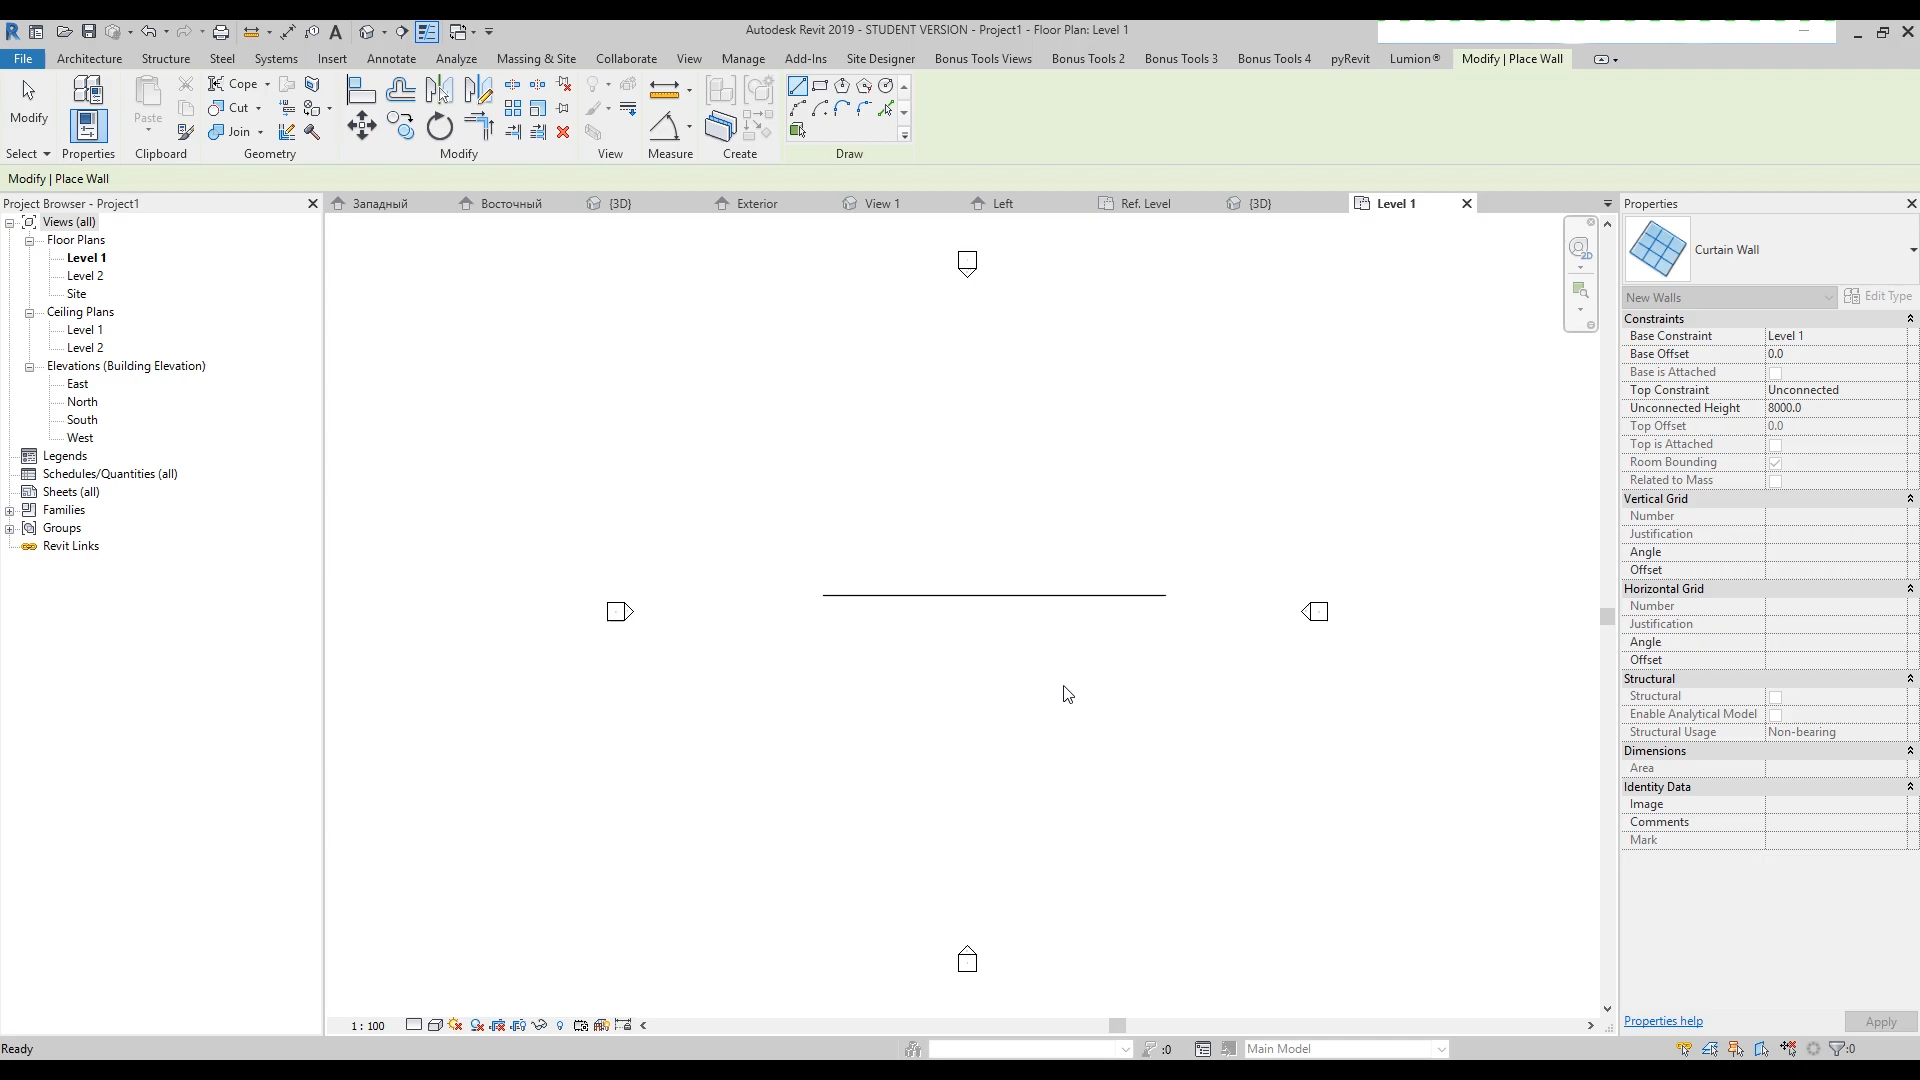 Autodesk Revit 2019 - STUDENT VERSION - Project1 - Floor Plan: Level 1
File Architecture Structure Steel Systems Insert Annotate Analyze Massing & Site Collaborate View Manage Add-Ins Site Designer Bonus Tools Views Bonus Tools 2 Bonus Tools 3 Bonus Tools 4 pyRevit Lumion® Modify | Place Wall
Modify
Paste
Cope
Cut
Join
Select Properties Clipboard Geometry Modify View Measure Create Draw
Modify | Place Wall
Project Browser - Project1
Views (all)
Floor Plans
Level 1
Level 2
Site
Ceiling Plans
Level 1
Level 2
Elevations (Building Elevation)
East
North
South
West
Legends
Schedules/Quantities (all)
Sheets (all)
Families
Groups
Revit Links
Западный Восточный {3D} Exterior View 1 Left Ref. Level {3D} Level 1
2D
Properties
Curtain Wall
New Walls Edit Type
Constraints
Base Constraint Level 1
Base Offset 0.0
Base is Attached
Top Constraint Unconnected
Unconnected Height 8000.0
Top Offset 0.0
Top is Attached
Room Bounding
Related to Mass
Vertical Grid
Number
Justification
Angle
Offset
Horizontal Grid
Number
Justification
Angle
Offset
Structural
Structural
Enable Analytical Model
Structural Usage Non-bearing
Dimensions
Area
Identity Data
Image
Comments
Mark
Properties help Apply
1 : 100
Ready :0 Main Model :0